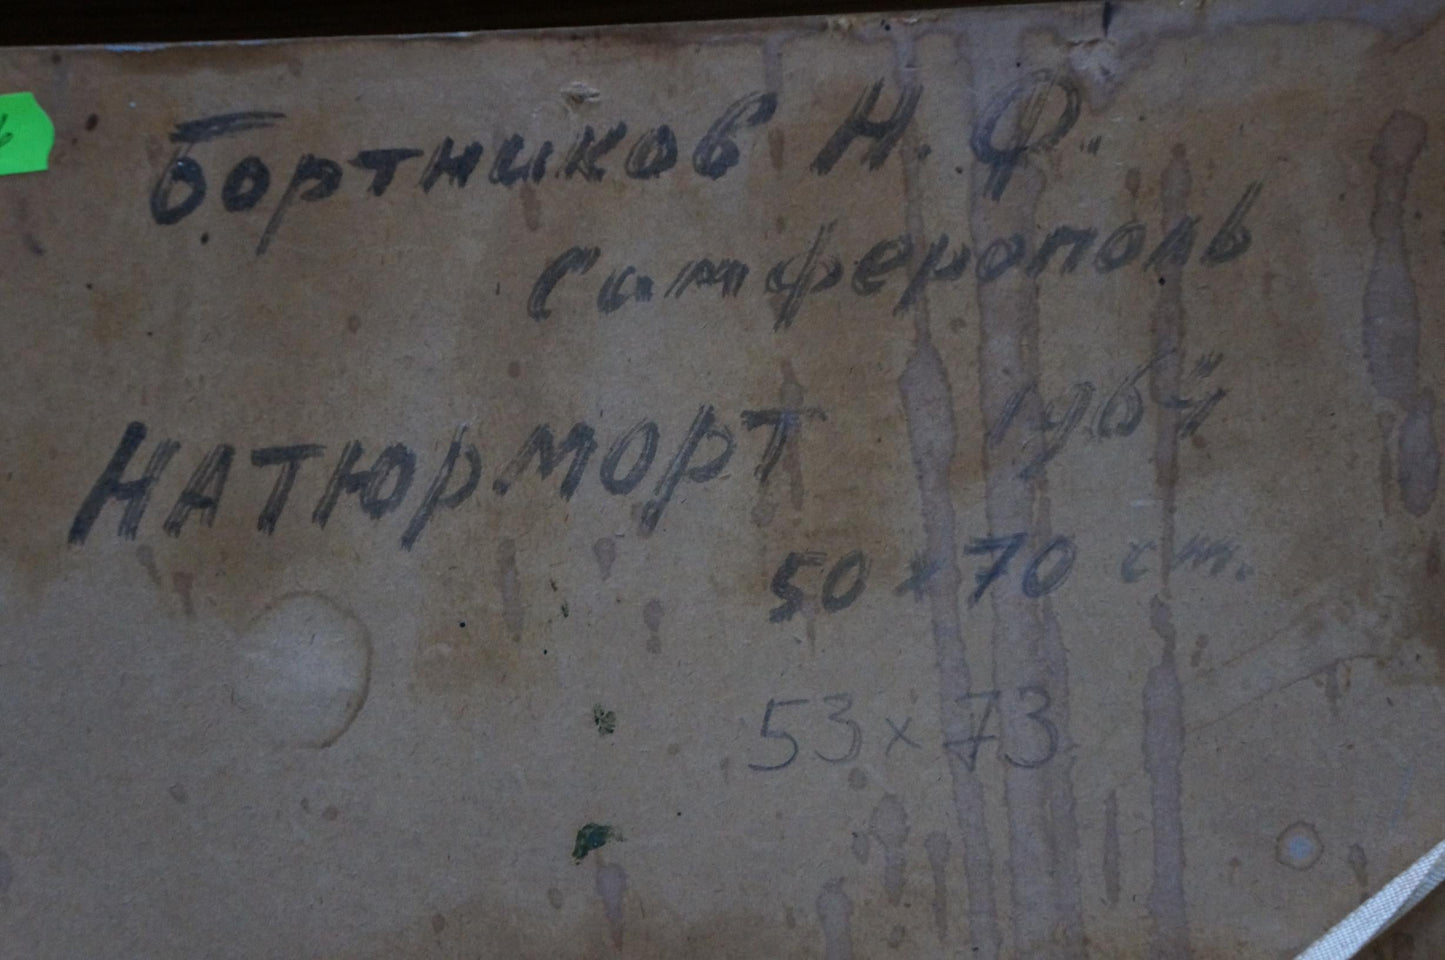 Бортников Н. Ф.
Симферополь
НАТЮРМОРТ 1964
50 x 70 см.
53 x 73